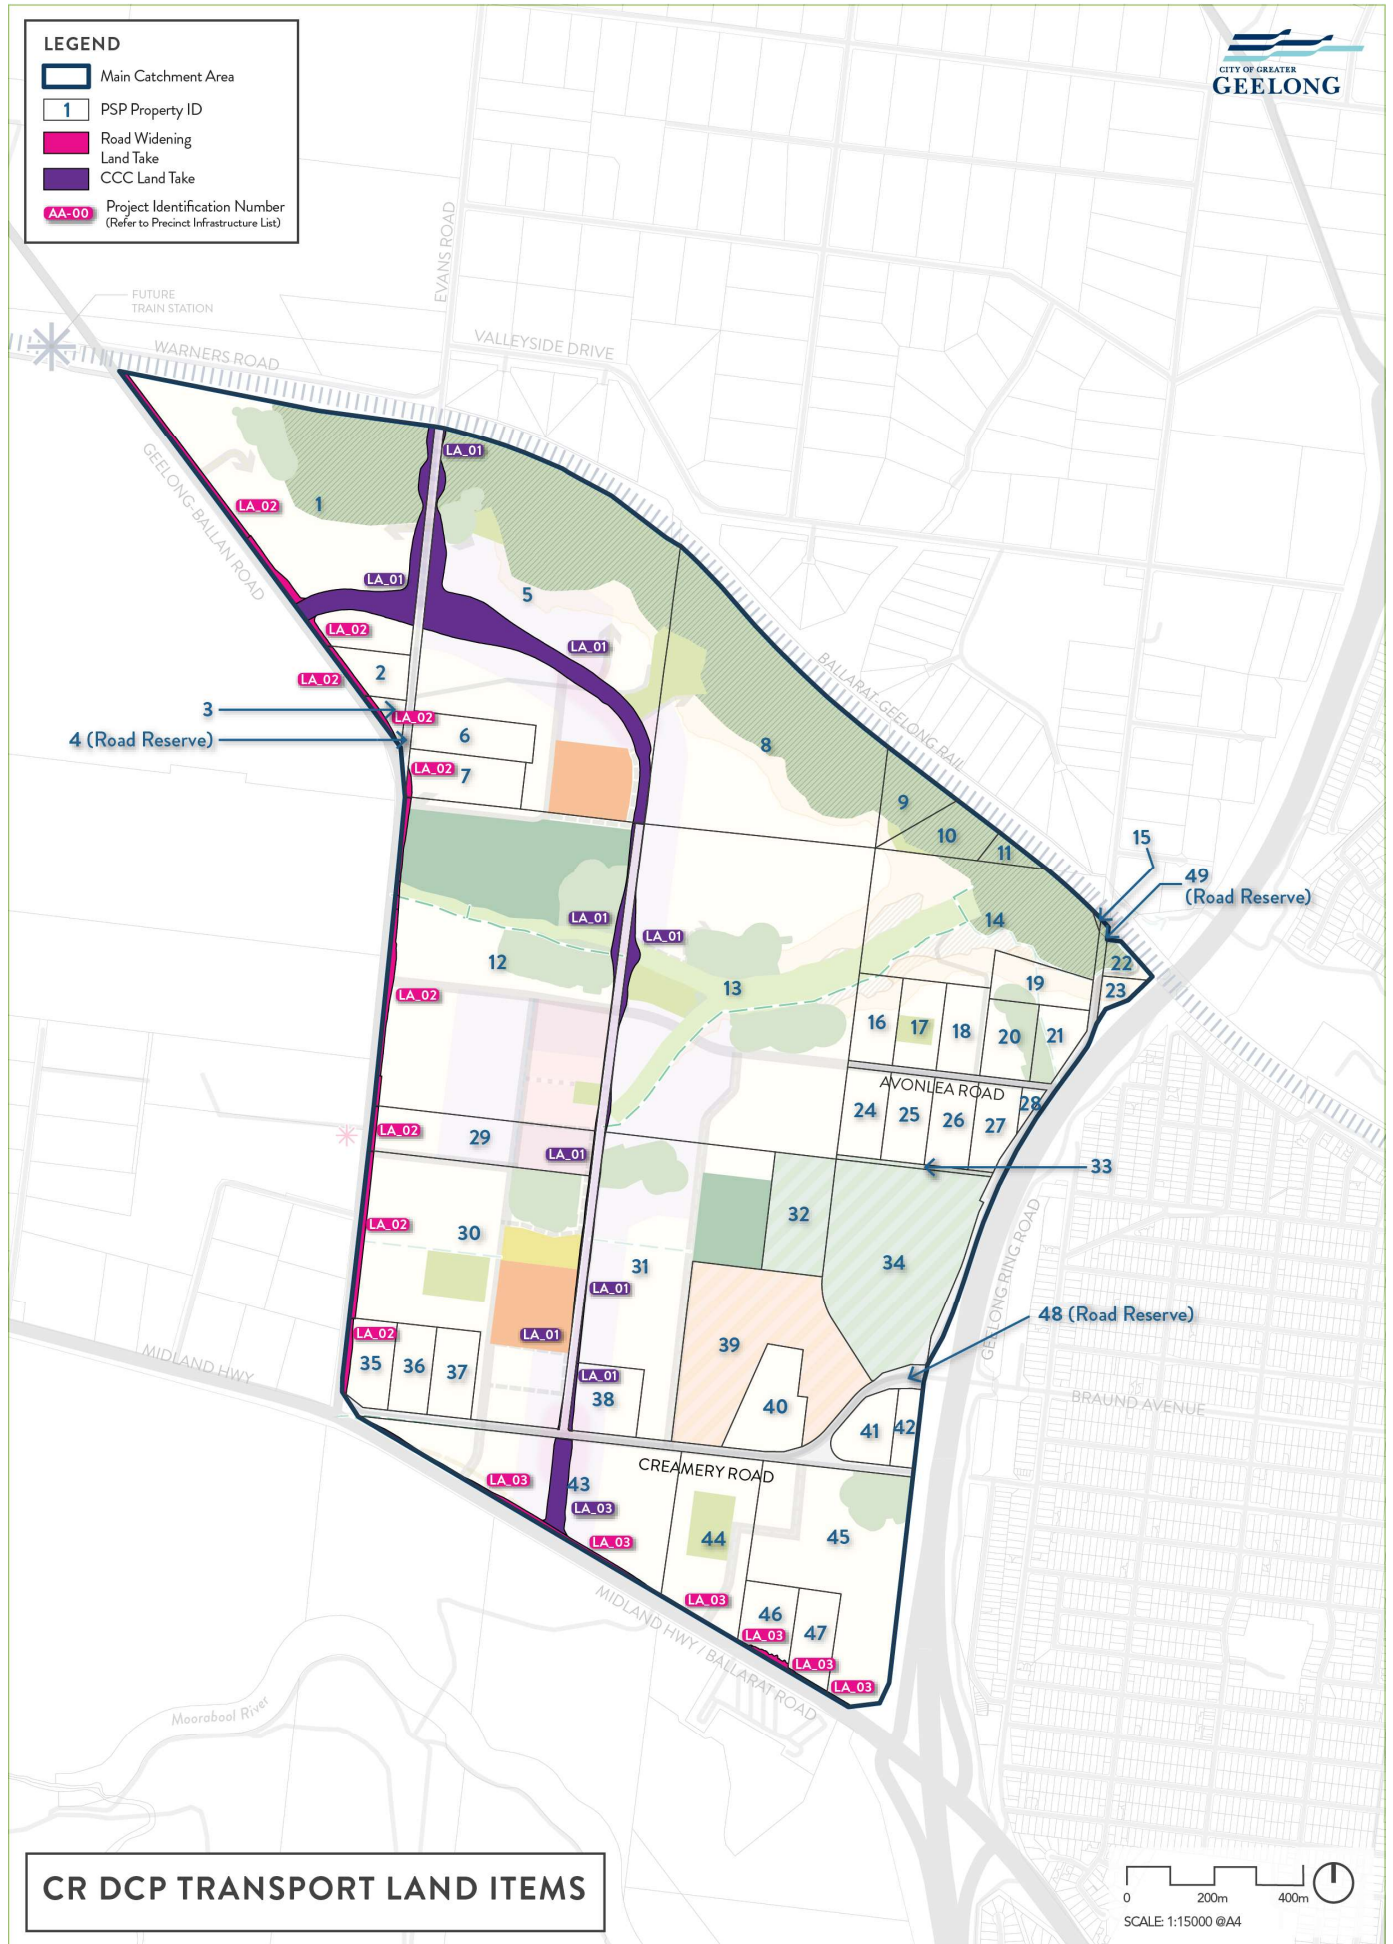 LEGEND
Main Catchment Area
1 PSP Property ID
Road Widening
Land Take
CCC Land Take
AA-00 Project Identification Number
(Refer to Precinct Infrastructure List)
CITY OF GREATER
GEELONG
EVANS ROAD
FUTURE
TRAIN STATION
WARNERS ROAD
VALLEYSIDE DRIVE
GEELONG-BALLAN ROAD
LA_01
LA_02
1
LA_01
5
LA_02
LA_01
BALLARAT-GEELONG RAIL
2
LA_02
3
LA_02
4 (Road Reserve)
6
8
LA_02
7
9
10
11
15
49
(Road Reserve)
LA_01
14
LA_01
12
22
13
19
23
LA_02
16
17
18
20
21
AVONLEA ROAD
24
25
26
27
28
LA_02
29
LA_01
33
32
LA_02
30
31
34
GEELONG RING ROAD
LA_01
48 (Road Reserve)
LA_02
LA_01
39
MIDLAND HWY
35
36
37
LA_01
38
40
BRAUND AVENUE
41
42
CREAMERY ROAD
LA_03
43
LA_03
LA_03
44
45
MIDLAND HWY / BALLARAT ROAD
LA_03
46
LA_03
47
LA_03
LA_03
Moorabool River
CR DCP TRANSPORT LAND ITEMS
0 200m 400m
SCALE: 1:15000 @A4